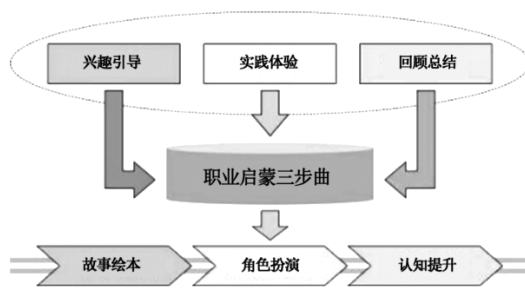 兴趣引导
实践体验
回顾总结
职业启蒙三步曲
故事绘本
角色扮演
认知提升